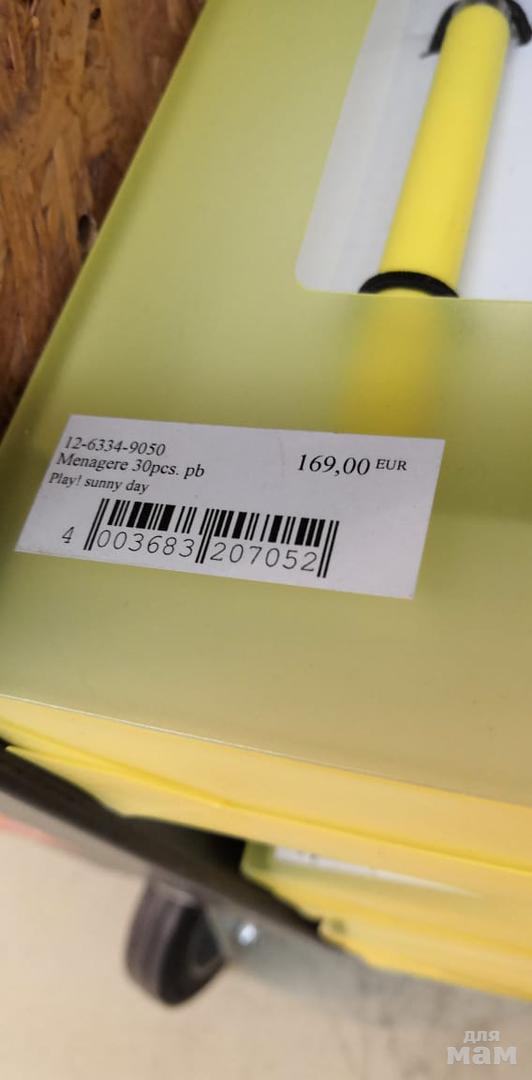 12-6334-9050
Menagere 30pcs. pb
169,00 EUR
Play! sunny day
4 003683 207052
для
мам